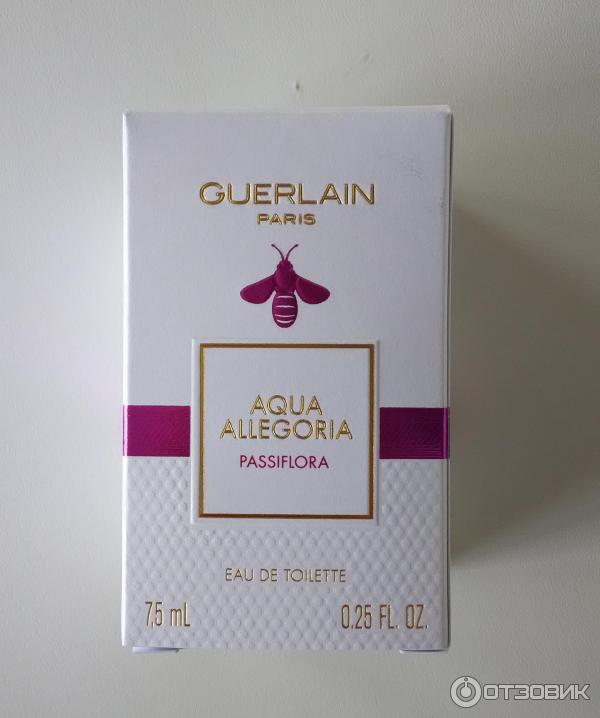 GUERLAIN
PARIS
AQUA
ALLEGORIA
PASSIFLORA
EAU DE TOILETTE
7,5 mL 0.25 FL. OZ.
ОТЗОВИК